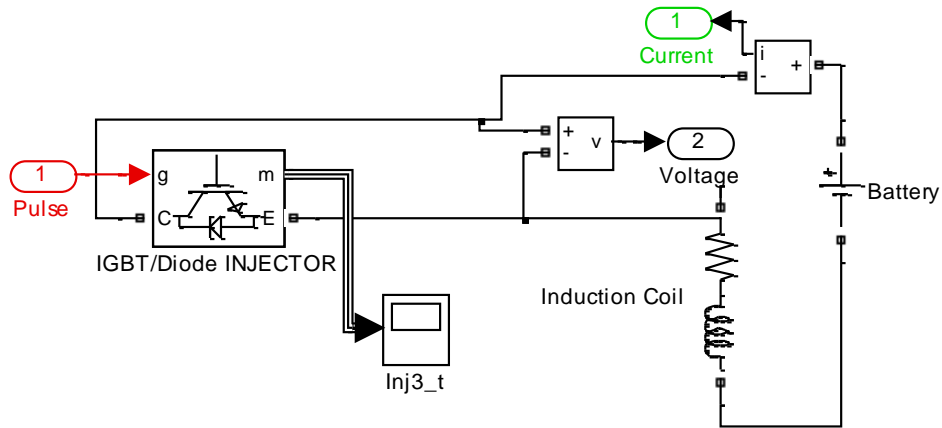 1
Current
i
-
+
+
-
v
2
Voltage
1
Pulse
g
m
C
E
IGBT/Diode INJECTOR
+
Battery
Induction Coil
Inj3_t